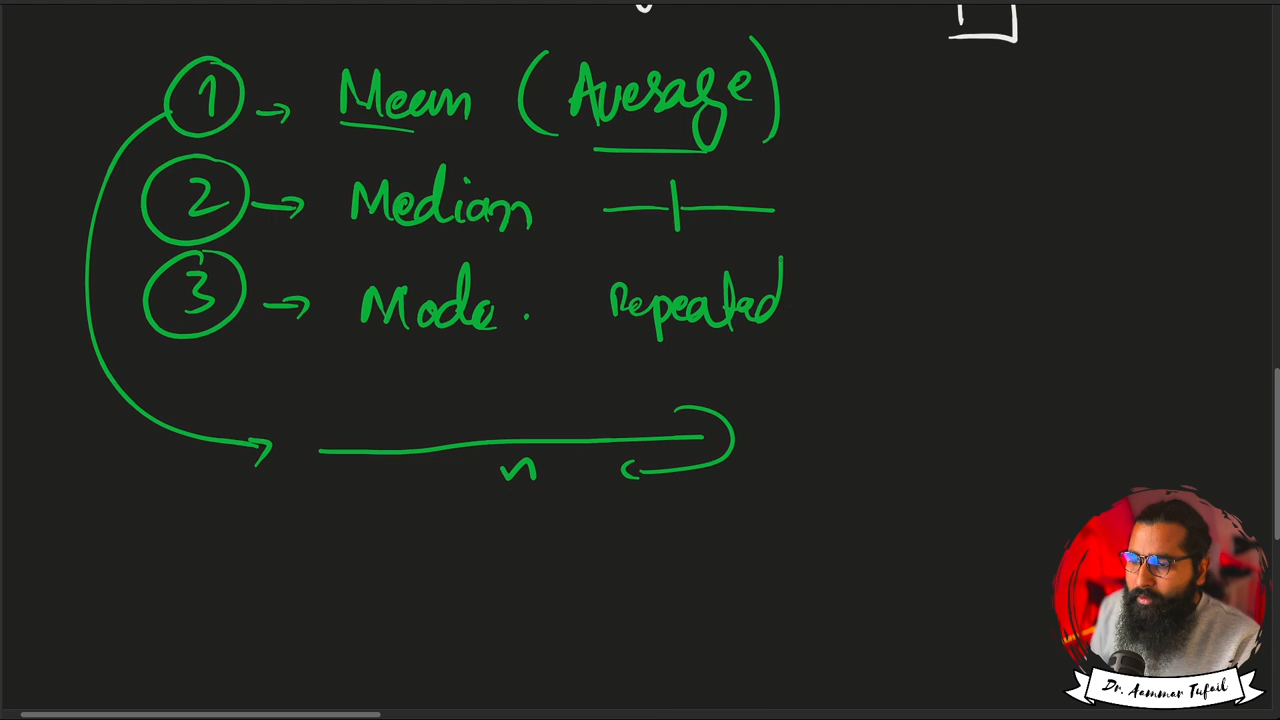 1 → Mean (Average)
2 → Median
3 → Mode . Repeated
n
Dr. Aammar Tufail